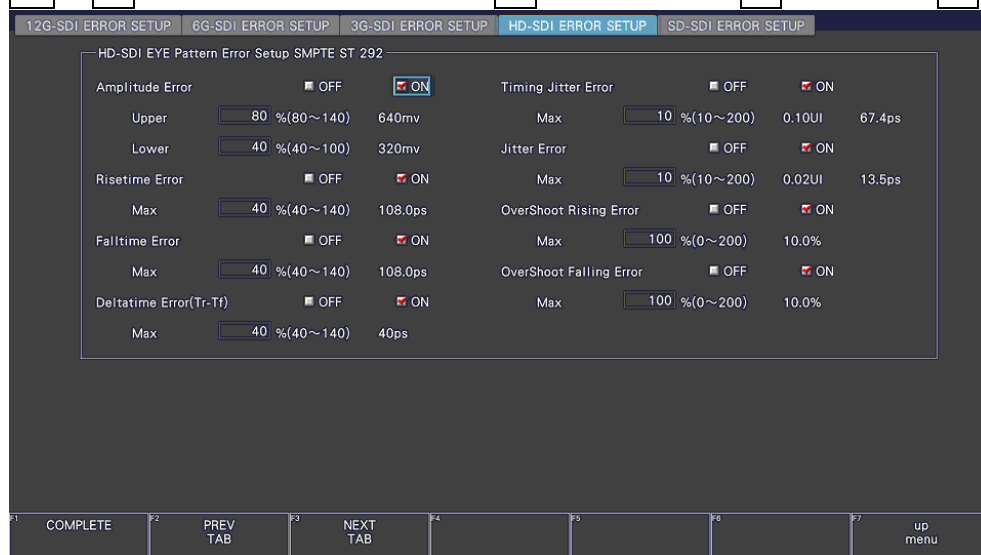 12G-SDI ERROR SETUP 6G-SDI ERROR SETUP 3G-SDI ERROR SETUP HD-SDI ERROR SETUP SD-SDI ERROR SETUP
HD-SDI EYE Pattern Error Setup SMPTE ST 292
Amplitude Error OFF ON
Upper 80 %(80～140) 640mv
Lower 40 %(40～100) 320mv
Risetime Error OFF ON
Max 40 %(40～140) 108.0ps
Falltime Error OFF ON
Max 40 %(40～140) 108.0ps
Deltatime Error(Tr-Tf) OFF ON
Max 40 %(40～140) 40ps
Timing Jitter Error OFF ON
Max 10 %(10～200) 0.10UI 67.4ps
Jitter Error OFF ON
Max 10 %(10～200) 0.02UI 13.5ps
OverShoot Rising Error OFF ON
Max 100 %(0～200) 10.0%
OverShoot Falling Error OFF ON
Max 100 %(0～200) 10.0%
F1 COMPLETE F2 PREV TAB F3 NEXT TAB F4 F5 F6 F7 up menu